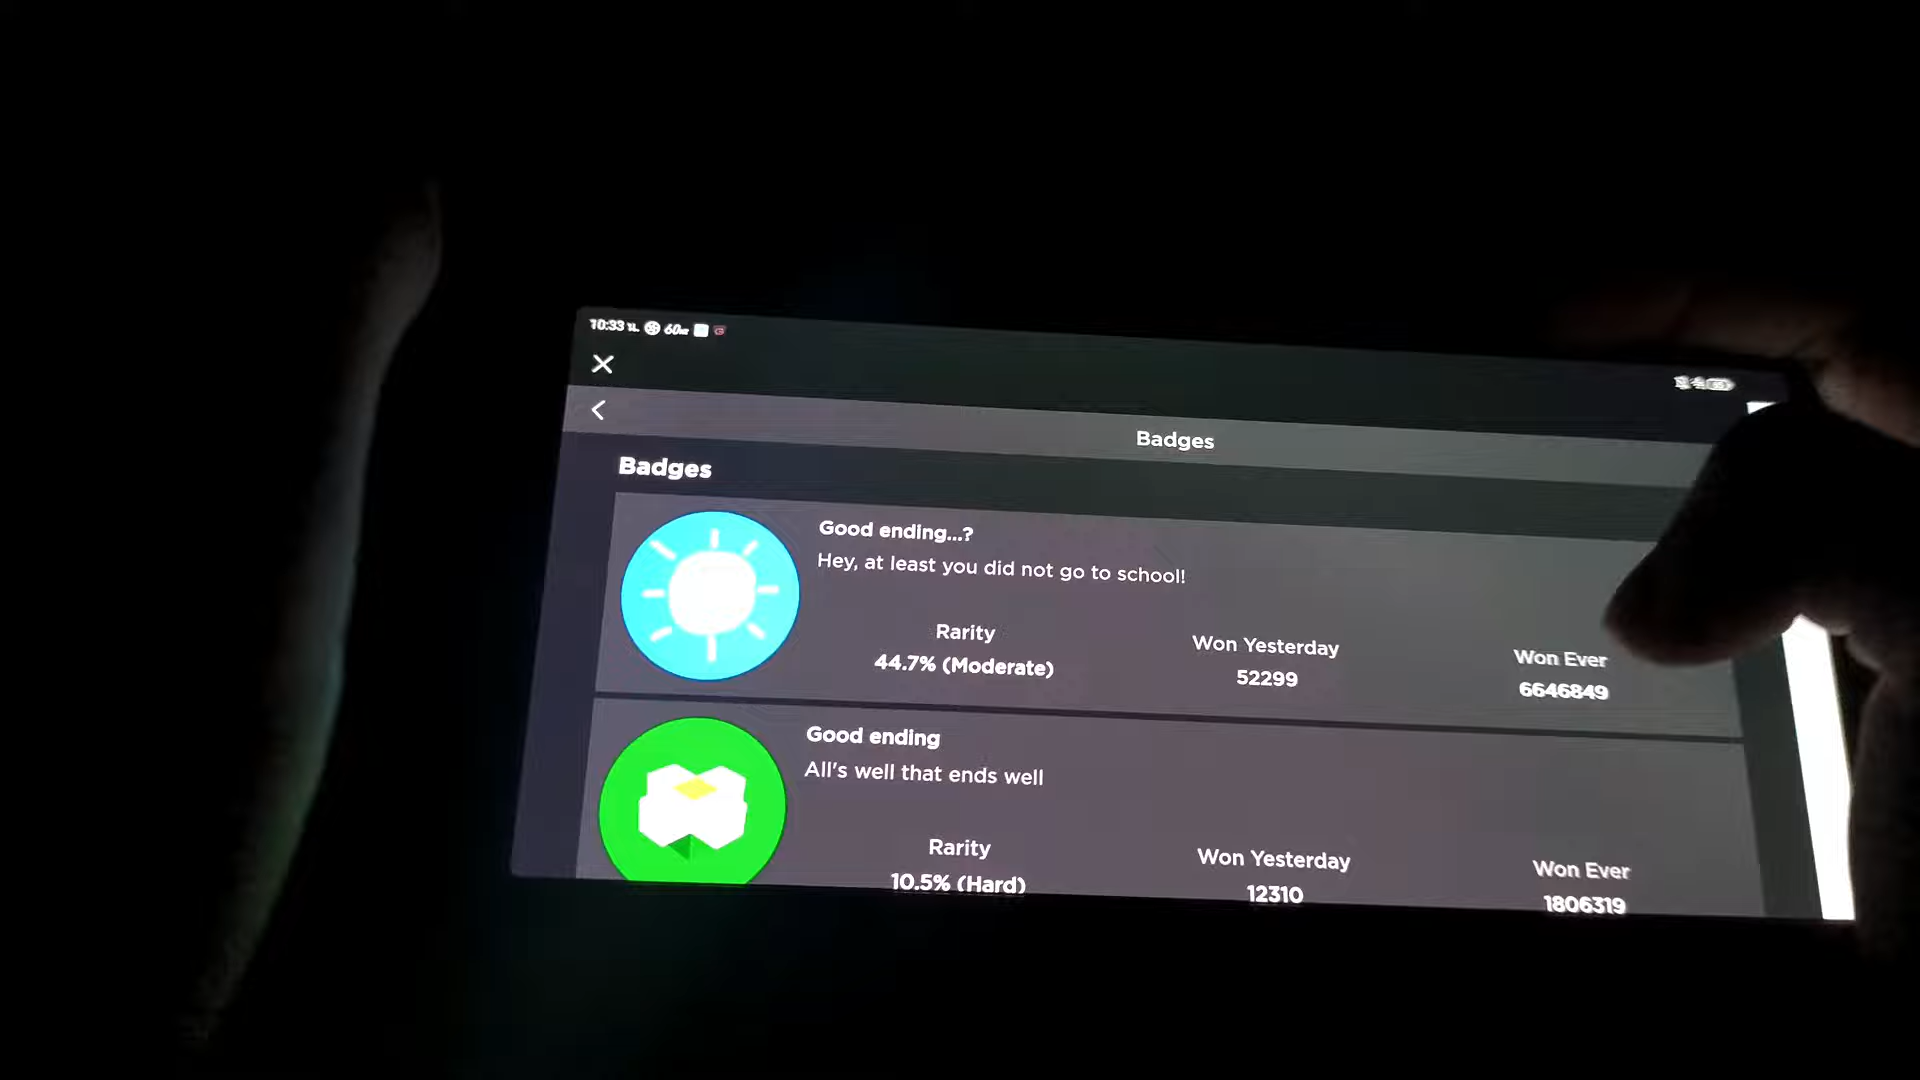 10:33 น. 60HZ
Badges
Badges
Good ending...?
Hey, at least you did not go to school!
Rarity
Won Yesterday
Won Ever
44.7% (Moderate)
52299
6646849
Good ending
All's well that ends well
Rarity
Won Yesterday
Won Ever
10.5% (Hard)
12310
1806319